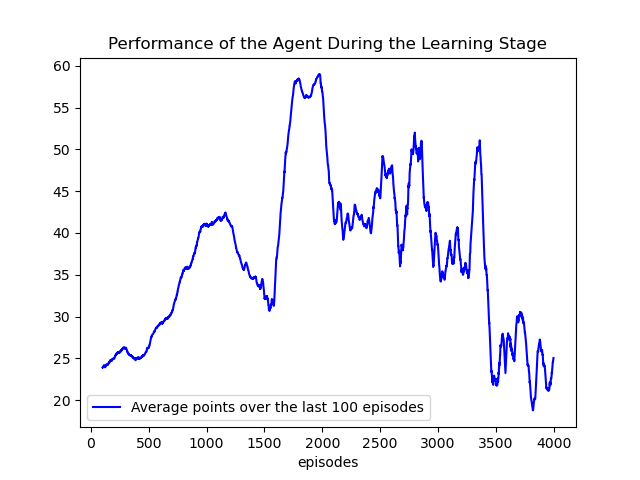 Performance of the Agent During the Learning Stage
60
55
50
45
40
35
30
25
20
Average points over the last 100 episodes
0 500 1000 1500 2000 2500 3000 3500 4000
episodes